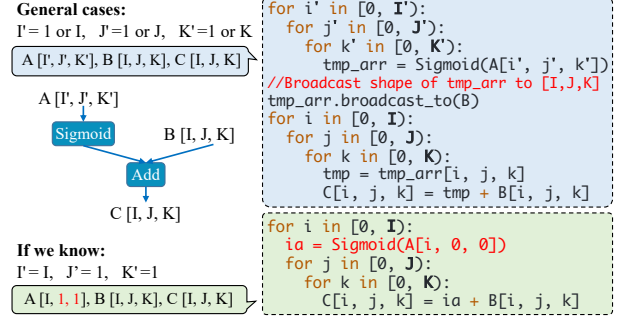 General cases:
I'= 1 or I,  J'=1 or J,  K'=1 or K
A [I', J', K'], B [I, J, K], C [I, J, K]
A [I', J', K']
Sigmoid
B [I, J, K]
Add
C [I, J, K]
If we know:
I'= I,  J'= 1,  K'=1
A [I, 1, 1], B [I, J, K], C [I, J, K]
for i' in [0, I'):
  for j' in [0, J'):
    for k' in [0, K'):
      tmp_arr = Sigmoid(A[i', j', k'])
//Broadcast shape of tmp_arr to [I,J,K]
tmp_arr.broadcast_to(B)
for i in [0, I):
  for j in [0, J):
    for k in [0, K):
      tmp = tmp_arr[i, j, k]
      C[i, j, k] = tmp + B[i, j, k]
for i in [0, I):
  ia = Sigmoid(A[i, 0, 0])
  for j in [0, J):
    for k in [0, K):
      C[i, j, k] = ia + B[i, j, k]